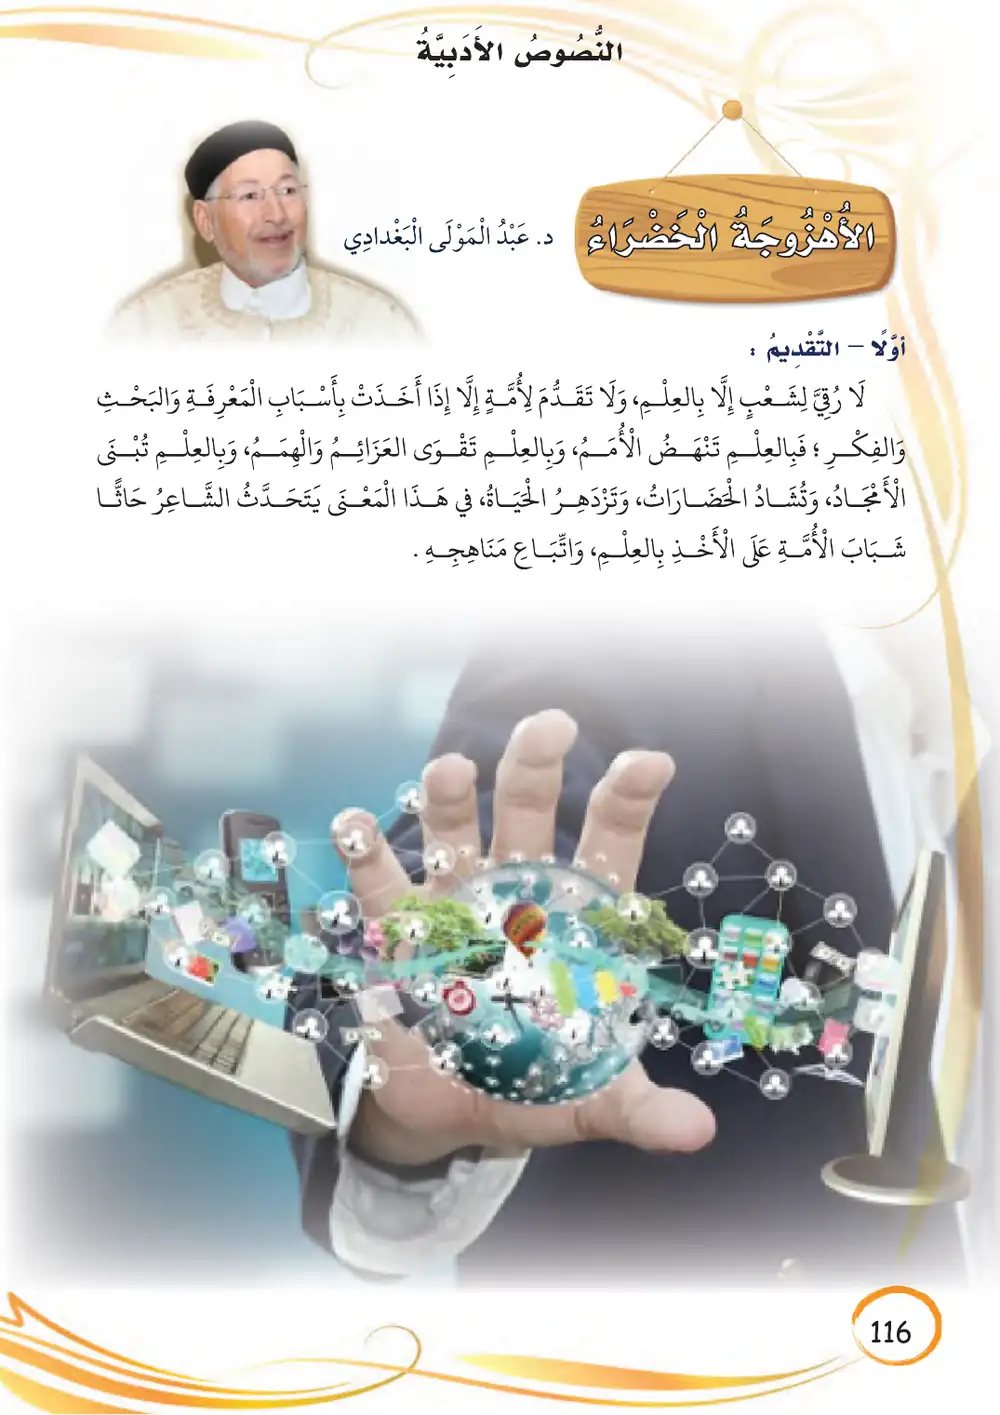 النُّصُوصُ الأَدَبِيَّةُ
الأُهْزُوجَةُ الْخَضْرَاءُ
د. عَبْدُ الْمَوْلَى الْبَغْدادِي
أوَّلًا – التَّقْدِيمُ :
لَا رُقِيَّ لِشَعْبٍ إِلَّا بِالعِلْمِ، وَلَا تَقَدُّمَ لِأُمَّةٍ إِلَّا إِذَا أَخَذَتْ بِأَسْبَابِ الْمَعْرِفَةِ وَالبَحْثِ
وَالفِكْرِ ؛ فَبِالعِلْمِ تَنْهَضُ الْأُمَمُ، وَبِالعِلْمِ تَقْوَى العَزَائِمُ وَالْهِمَمُ، وَبِالعِلْمِ تُبْنَى
الْأَمْجَادُ، وَتُشَادُ الْحَضَارَاتُ، وَتَزْدَهِرُ الْحَيَاةُ، في هَذَا الْمَعْنَى يَتَحَدَّثُ الشَّاعِرُ حَاثًّا
شَبَابَ الْأُمَّةِ عَلَى الْأَخْذِ بِالعِلْمِ، وَاتِّبَاعِ مَنَاهِجِهِ .
116